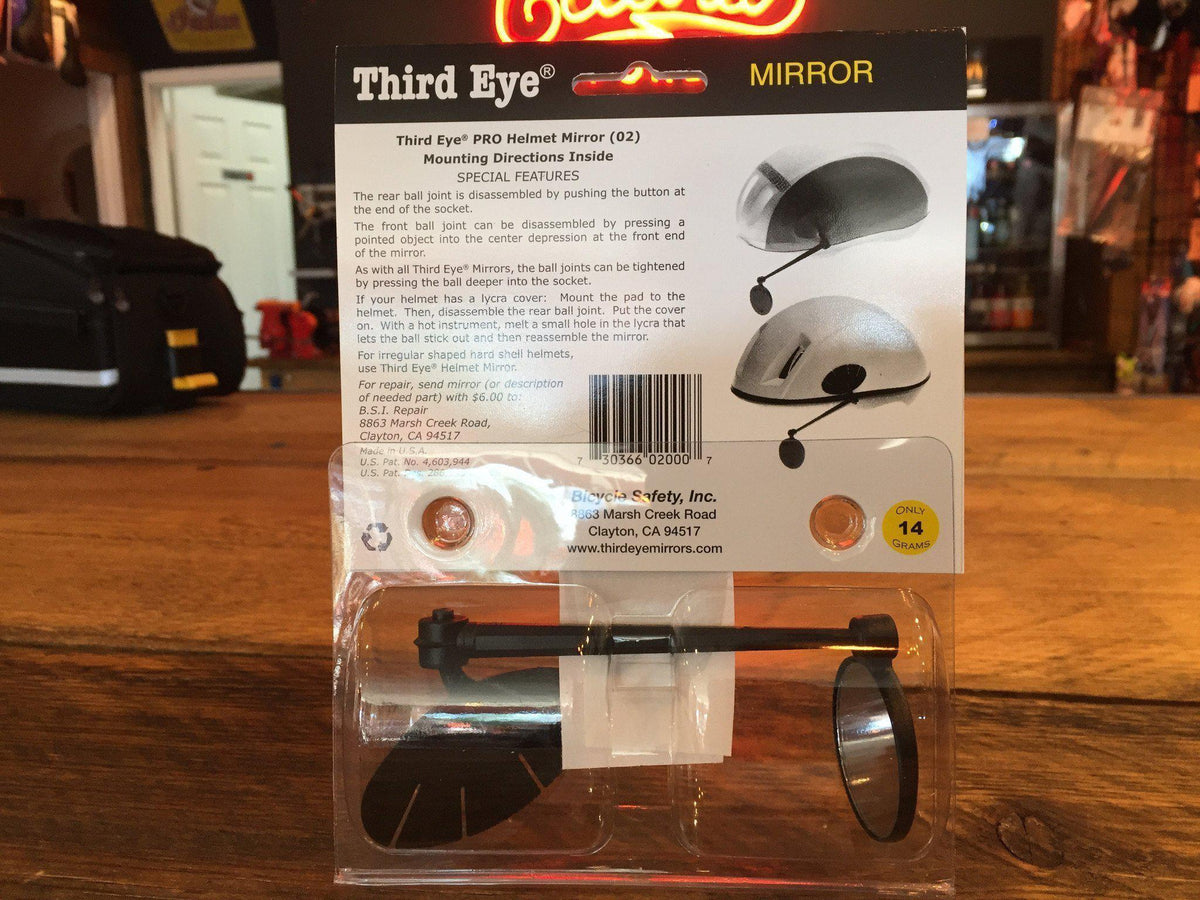 Third Eye®
MIRROR
Third Eye® PRO Helmet Mirror (02)
Mounting Directions Inside
SPECIAL FEATURES
The rear ball joint is disassembled by pushing the button at
the end of the socket.
The front ball joint can be disassembled by pressing a
pointed object into the center depression at the front end
of the mirror.
As with all Third Eye® Mirrors, the ball joints can be tightened
by pressing the ball deeper into the socket.
If your helmet has a lycra cover: Mount the pad to the
helmet. Then, disassemble the rear ball joint. Put the cover
on. With a hot instrument, melt a small hole in the lycra that
lets the ball stick out and then reassemble the mirror.
For irregular shaped hard shell helmets,
use Third Eye® Helmet Mirror.
For repair, send mirror (or description
of needed part) with $6.00 to:
B.S.I. Repair
8863 Marsh Creek Road,
Clayton, CA 94517
Made in U.S.A.
U.S. Pat. No. 4,603,944
U.S. Pat.
7 30366 02000 7
Bicycle Safety, Inc.
8863 Marsh Creek Road
Clayton, CA 94517
www.thirdeyemirrors.com
ONLY
14
GRAMS